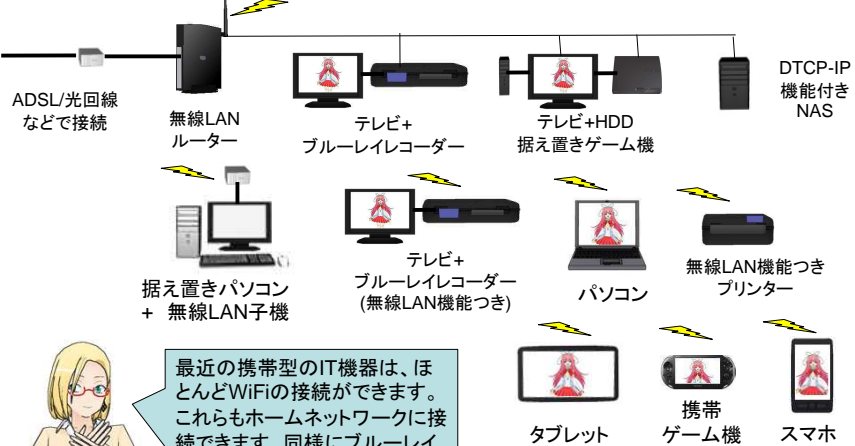 ADSL/光回線
などで接続
無線LAN
ルーター
テレビ+
ブルーレイレコーダー
テレビ+HDD
据え置きゲーム機
DTCP-IP
機能付き
NAS
据え置きパソコン
+ 無線LAN子機
テレビ+
ブルーレイレコーダー
(無線LAN機能つき)
パソコン
無線LAN機能つき
プリンター
最近の携帯型のIT機器は、ほ
とんどWiFiの接続ができます。
これらもホームネットワークに接
続できます。同様にブルーレイ
タブレット
携帯
ゲーム機
スマホ